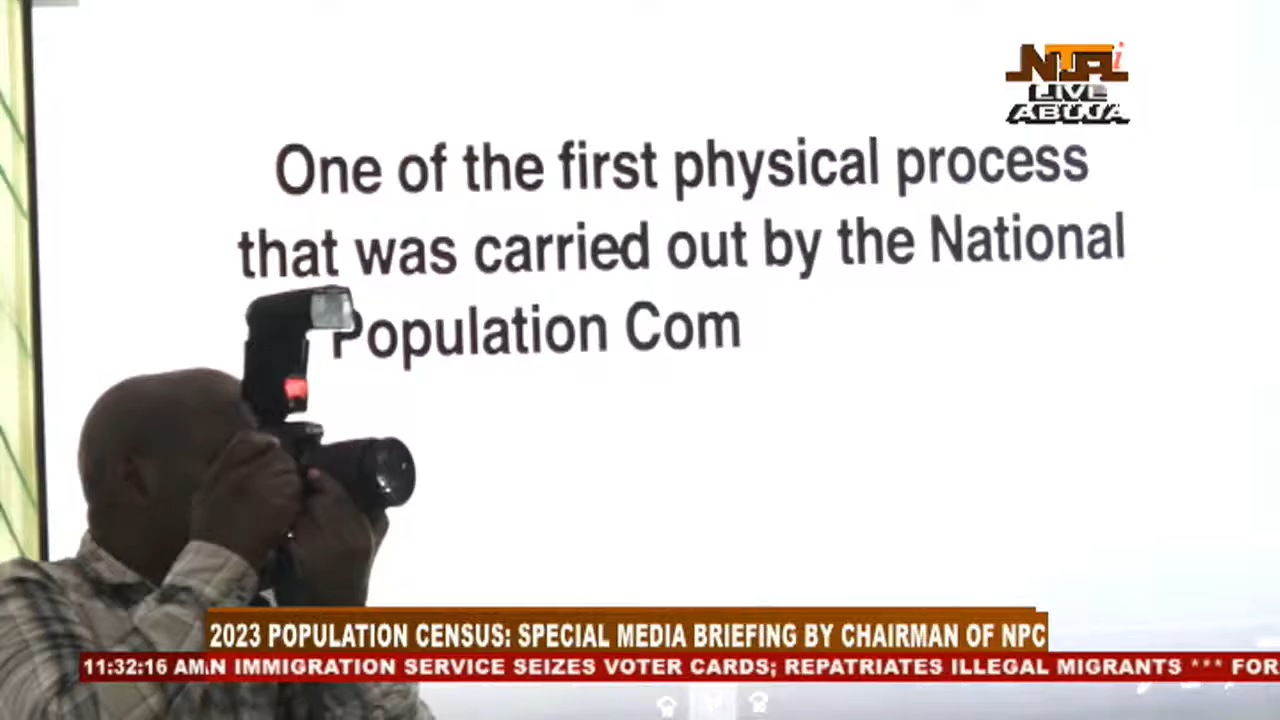 NTAi
LIVE
ABUJA
One of the first physical process
that was carried out by the National
Population Com
2023 POPULATION CENSUS: SPECIAL MEDIA BRIEFING BY CHAIRMAN OF NPC
11:32:16 AM N IMMIGRATION SERVICE SEIZES VOTER CARDS; REPATRIATES ILLEGAL MIGRANTS *** FOR